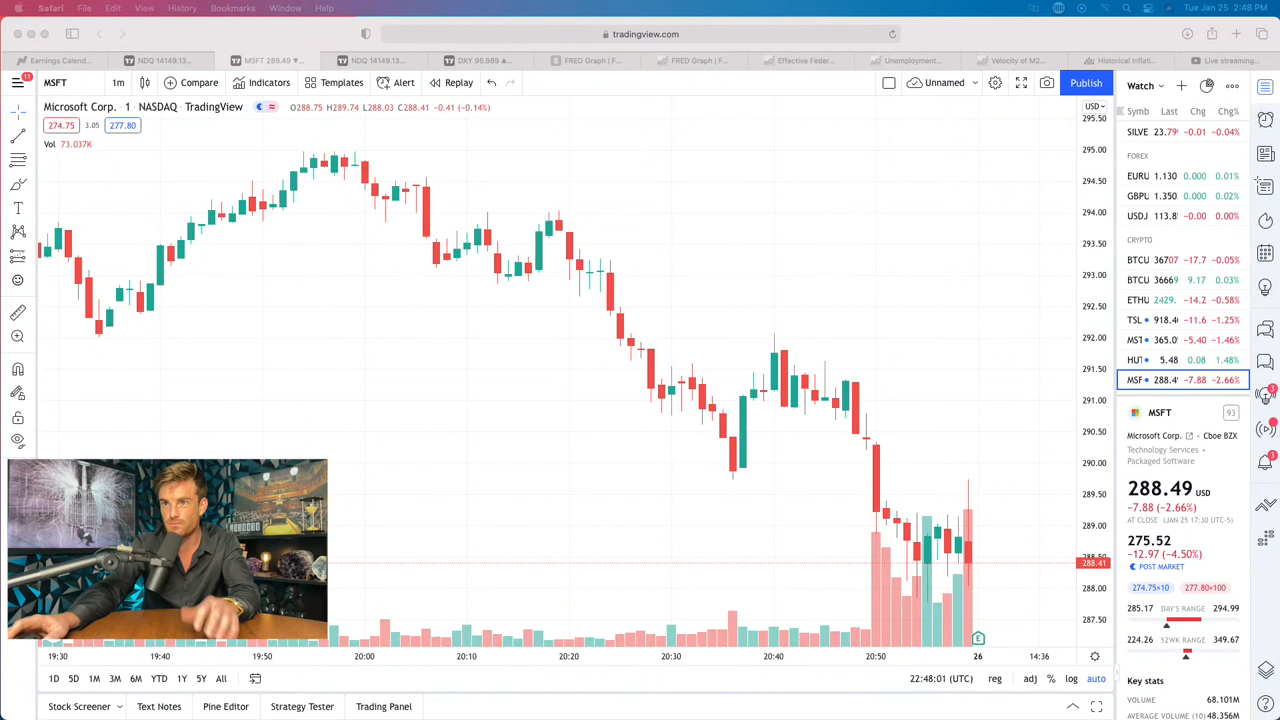 Safari File Edit View History Bookmarks Window Help Tue Jan 25 2:48 PM
tradingview.com
Earnings Calend...
NDQ 14149.13...
MSFT 288.49 ▼...
NDQ 14149.13...
DXY 95.989 ▲...
FRED Graph | F...
FRED Graph | F...
Effective Feder...
Unemployment...
Velocity of M2...
Historical Inflati...
Live streaming...
11
MSFT 1m Compare Indicators Templates Alert Replay Unnamed Publish
Microsoft Corp. · 1 · NASDAQ · TradingView O288.75 H289.74 L288.03 C288.41 −0.41 (−0.14%)
274.75 3.05 277.80
Vol 73.037K
USD
295.50
295.00
294.50
294.00
293.50
293.00
292.50
292.00
291.50
291.00
290.50
290.00
289.50
289.00
288.50
288.41
288.00
287.50
19:30 19:40 19:50 20:00 20:10 20:20 20:30 20:40 20:50 26 14:36
E
1D 5D 1M 3M 6M YTD 1Y 5Y All 22:48:01 (UTC) reg adj % log auto
Stock Screener Text Notes Pine Editor Strategy Tester Trading Panel
Watch
Symb Last Chg Chg%
SILVE 23.79 −0.01 −0.04%
FOREX
EURU 1.130 0.000 0.01%
GBPU 1.350 0.000 0.02%
USDJ 113.8 −0.00 0.00%
CRYPTO
BTCU 36707 −17.7 −0.05%
BTCU 36669 9.17 0.03%
ETHU 2429. −14.2 −0.58%
TSL 918.4 −11.6 −1.25%
MST 365.0 −5.40 −1.46%
HUT 5.48 0.08 1.48%
MSF 288.4 −7.88 −2.66%
MSFT 93
Microsoft Corp. Cboe BZX
Technology Services •
Packaged Software
288.49 USD
−7.88 (−2.66%)
AT CLOSE (JAN 25 17:30 UTC-5)
275.52
−12.97 (−4.50%)
POST MARKET
274.75×10 277.80×100
285.17 DAY'S RANGE 294.99
224.26 52WK RANGE 349.67
Key stats
VOLUME 68.101M
AVERAGE VOLUME (10) 48.356M
3
3